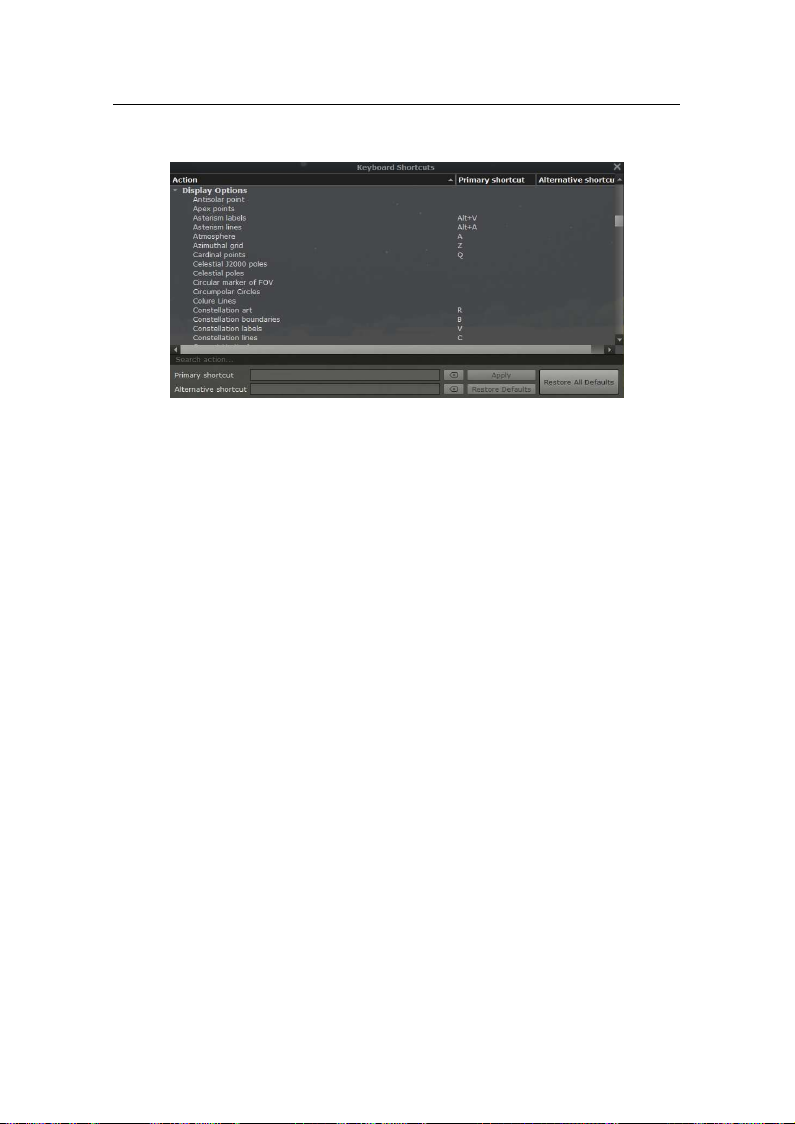 Keyboard Shortcuts
Action Primary shortcut Alternative shortcu
Display Options
Antisolar point
Apex points
Asterism labels Alt+V
Asterism lines Alt+A
Atmosphere A
Azimuthal grid Z
Cardinal points Q
Celestial J2000 poles
Celestial poles
Circular marker of FOV
Circumpolar Circles
Colure Lines
Constellation art R
Constellation boundaries B
Constellation labels V
Constellation lines C
Search action...
Primary shortcut Apply
Restore All Defaults
Alternative shortcut Restore Defaults